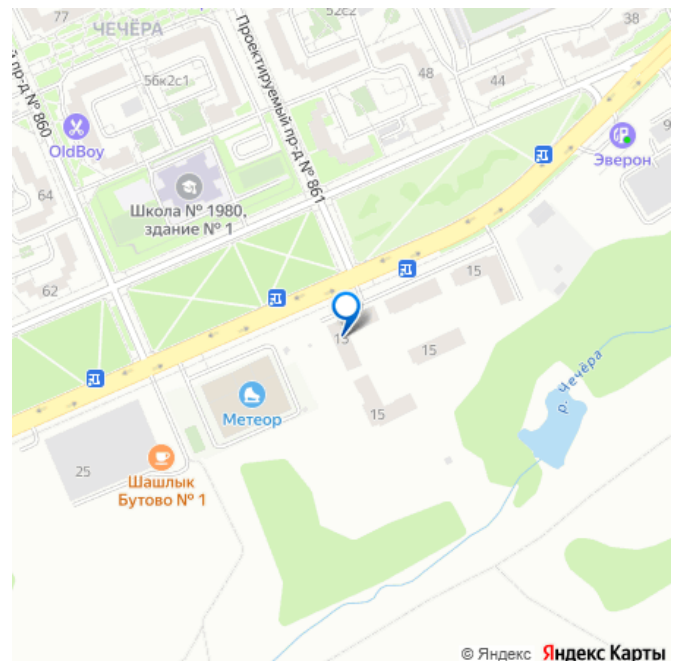 52с2
38
77
ЧЕЧЁРА
Проектируемый пр-д № 861
пр-д № 860
56к2с1
48
44
OldBoy
Эверон
9
64
Школа № 1980,
здание № 1
62
15
13
15
р. Чечёра
Метеор
15
25
Шашлык
Бутово № 1
© Яндекс Яндекс Карты